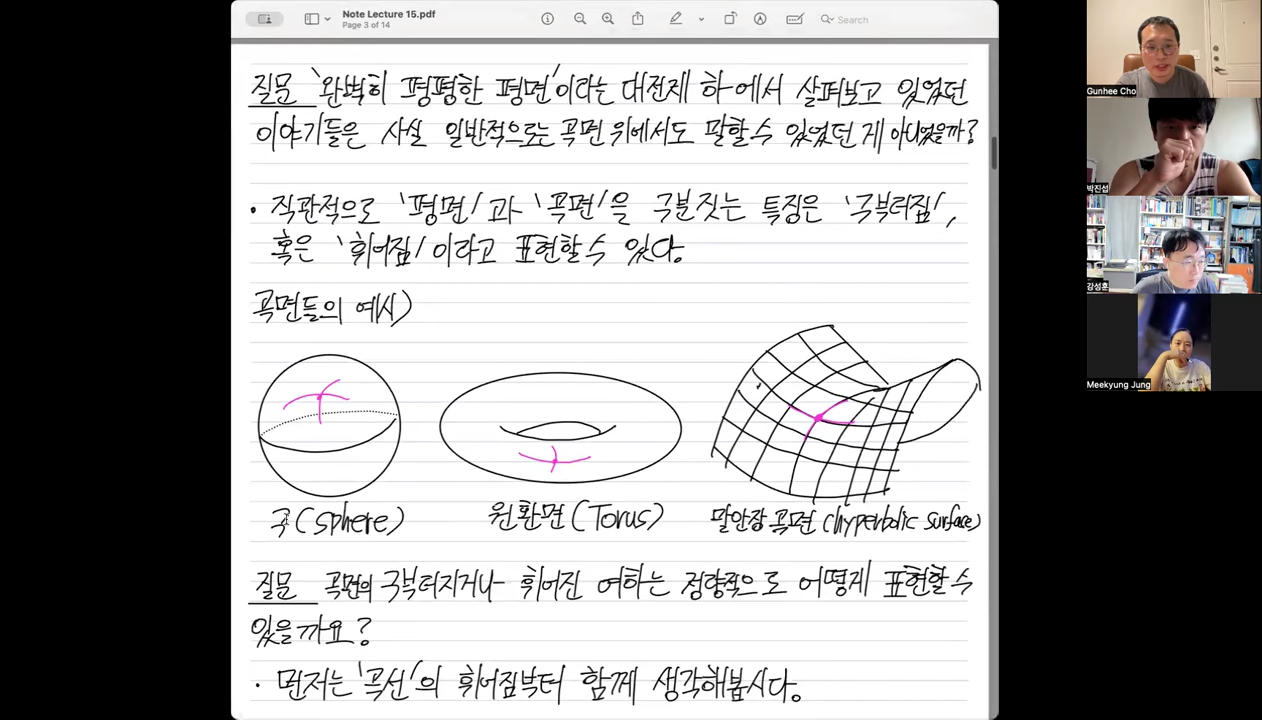 Note Lecture 15.pdf
Page 3 of 14
Search
질문 '완벽히 평평한 평면'이라는 대전제 하에서 살펴보고 있었던
이야기들은 사실 일반적으로는 곡면 위에서도 말할 수 있었던 게 아니었을까?
• 직관적으로 '평면'과 '곡면'을 구분짓는 특징은 '구부러짐',
혹은 '휘어짐'이라고 표현할 수 있다.
곡면들의 예시)
구(sphere) 원환면(Torus) 말안장 곡면(hyperbolic surface)
질문 곡면의 구부러지거나 휘어진 여하는 정량적으로 어떻게 표현할 수
있을까요?
• 먼저는 '곡선'의 휘어짐부터 함께 생각해봅시다.
Gunhee Cho
박진섭
강성훈
Meekyung Jung